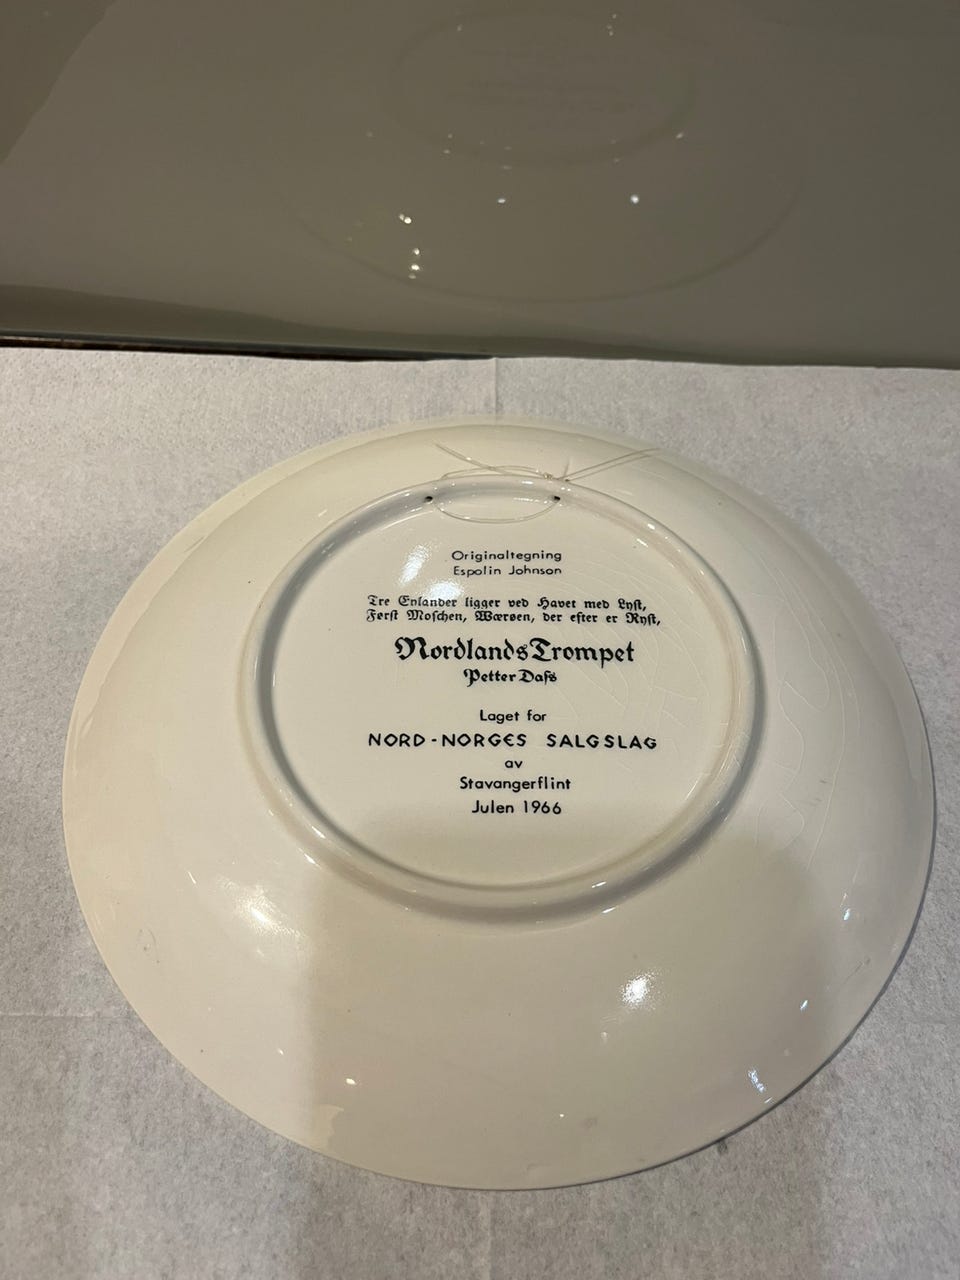 Originaltegning
Espolin Johnson
Tre Eylander ligger ved Havet med Lyst,
Først Moschen, Wærøen, der efter er Ryst,
NordlandsTrompet
Petter Dass
Laget for
NORD-NORGES SALGSLAG
av
Stavangerflint
Julen 1966